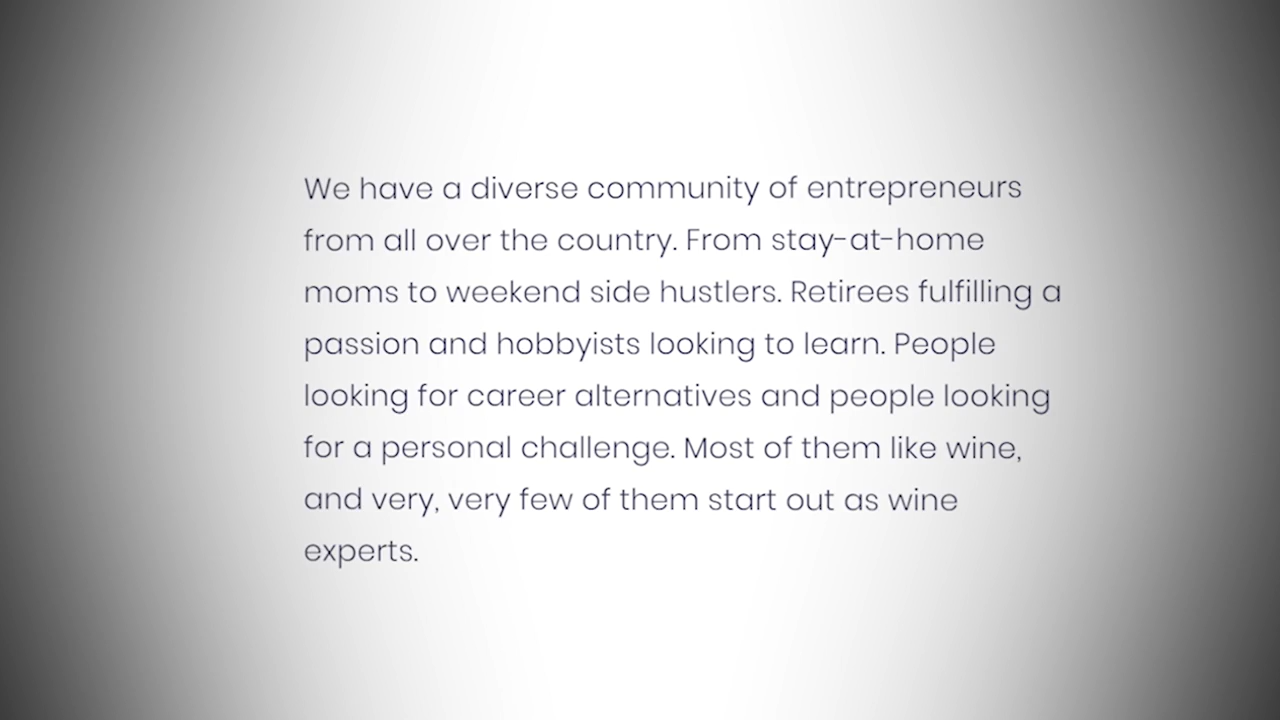 We have a diverse community of entrepreneurs
from all over the country. From stay-at-home
moms to weekend side hustlers. Retirees fulfilling a
passion and hobbyists looking to learn. People
looking for career alternatives and people looking
for a personal challenge. Most of them like wine,
and very, very few of them start out as wine
experts.